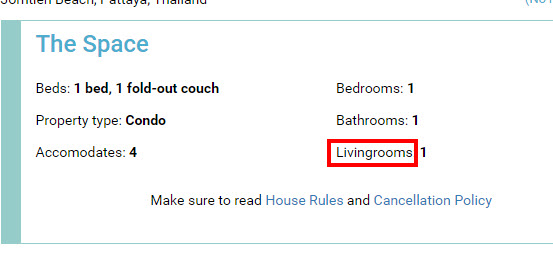 Jomtien Beach, Pattaya, Thailand
The Space
Beds: 1 bed, 1 fold-out couch
Bedrooms: 1
Property type: Condo
Bathrooms: 1
Accomodates: 4
Livingrooms: 1
Make sure to read House Rules and Cancellation Policy